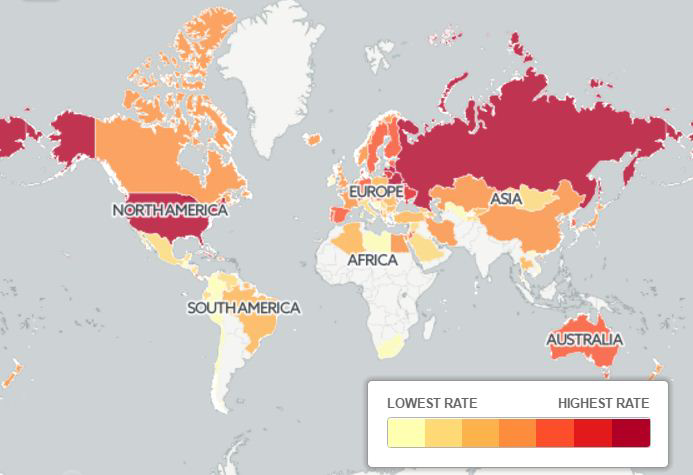 NORTH AMERICA
EUROPE
ASIA
AFRICA
SOUTH AMERICA
AUSTRALIA
LOWEST RATE HIGHEST RATE